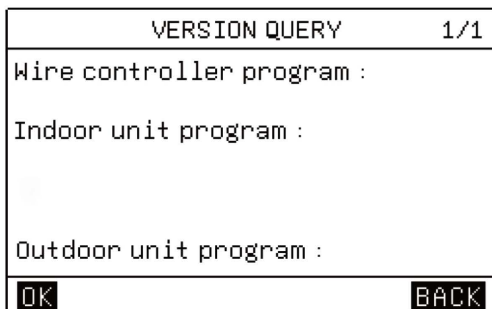 VERSION QUERY 1/1
Wire controller program :
Indoor unit program :
Outdoor unit program :
OK BACK